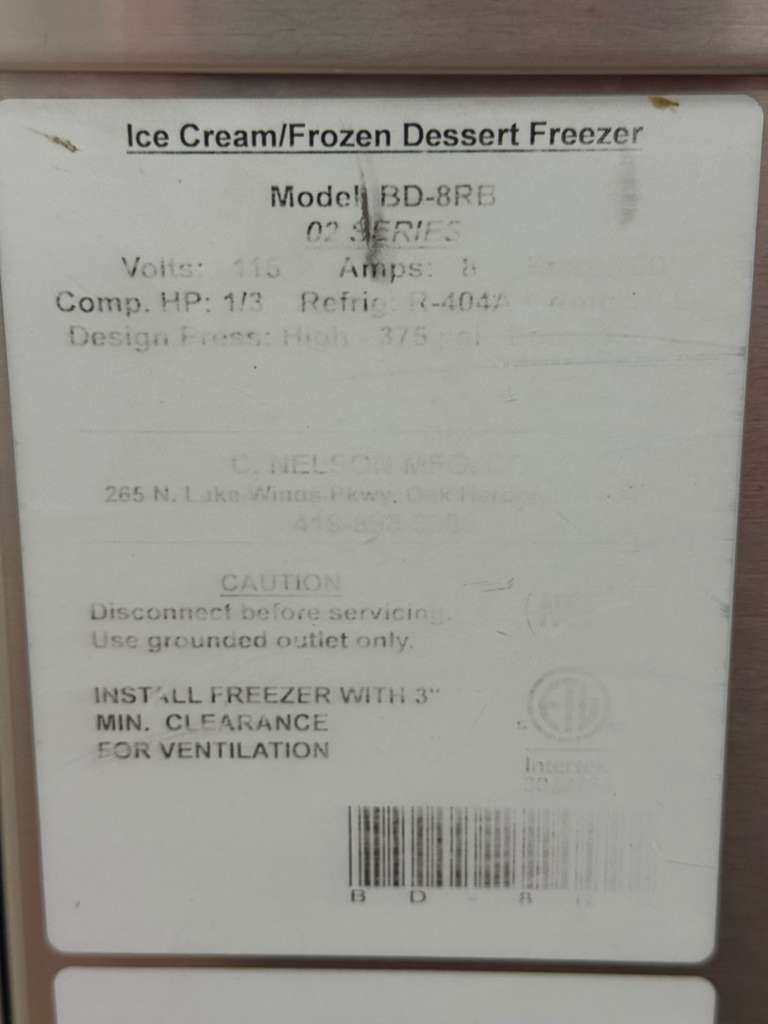 Ice Cream/Frozen Dessert Freezer
Model: BD-8RB
02 SERIES
Volts: 115 Amps: 8
Comp. HP: 1/3 Refrig: R-404A
Design Press: High - 375 psi
C. NELSON MFG. CO
265 N. Lake Winds Pkwy. Oak Harbor
CAUTION
Disconnect before servicing.
Use grounded outlet only.
INSTALL FREEZER WITH 3"
MIN. CLEARANCE
FOR VENTILATION
ETL
Intertek
BD-8